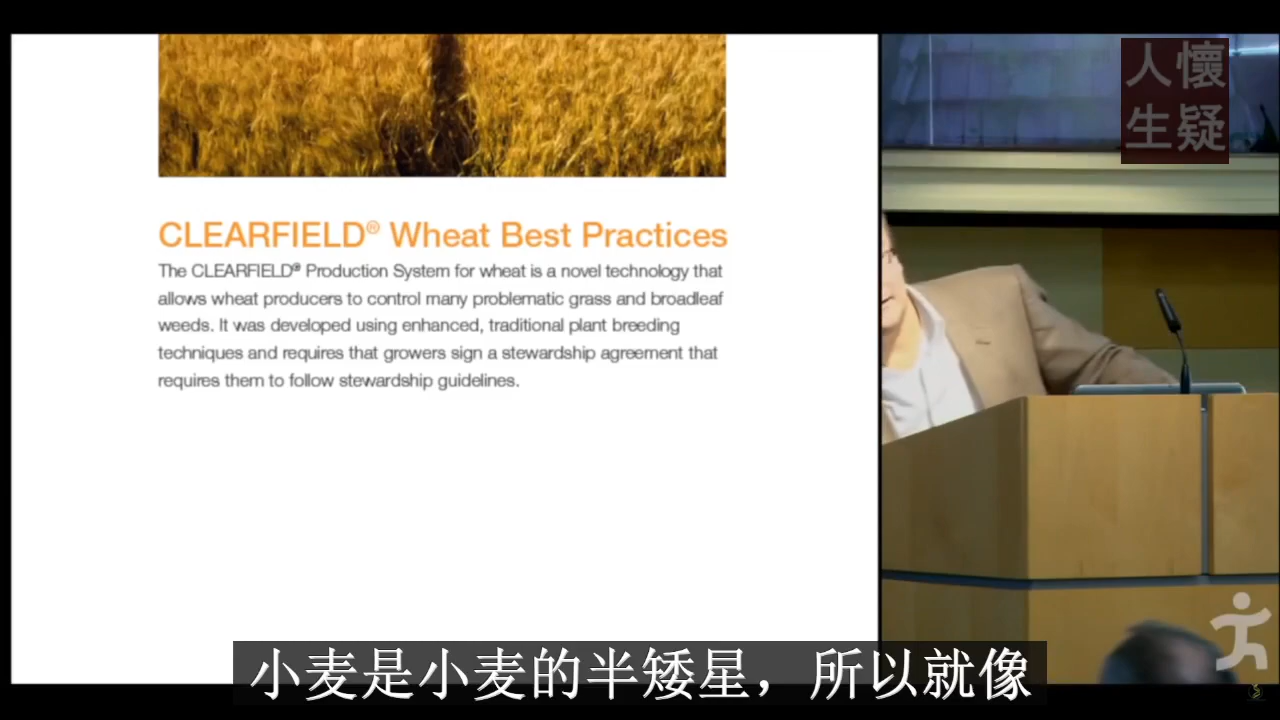 CLEARFIELD® Wheat Best Practices
The CLEARFIELD® Production System for wheat is a novel technology that
allows wheat producers to control many problematic grass and broadleaf
weeds. It was developed using enhanced, traditional plant breeding
techniques and requires that growers sign a stewardship agreement that
requires them to follow stewardship guidelines.
懷疑
人生
小麦是小麦的半矮星，所以就像